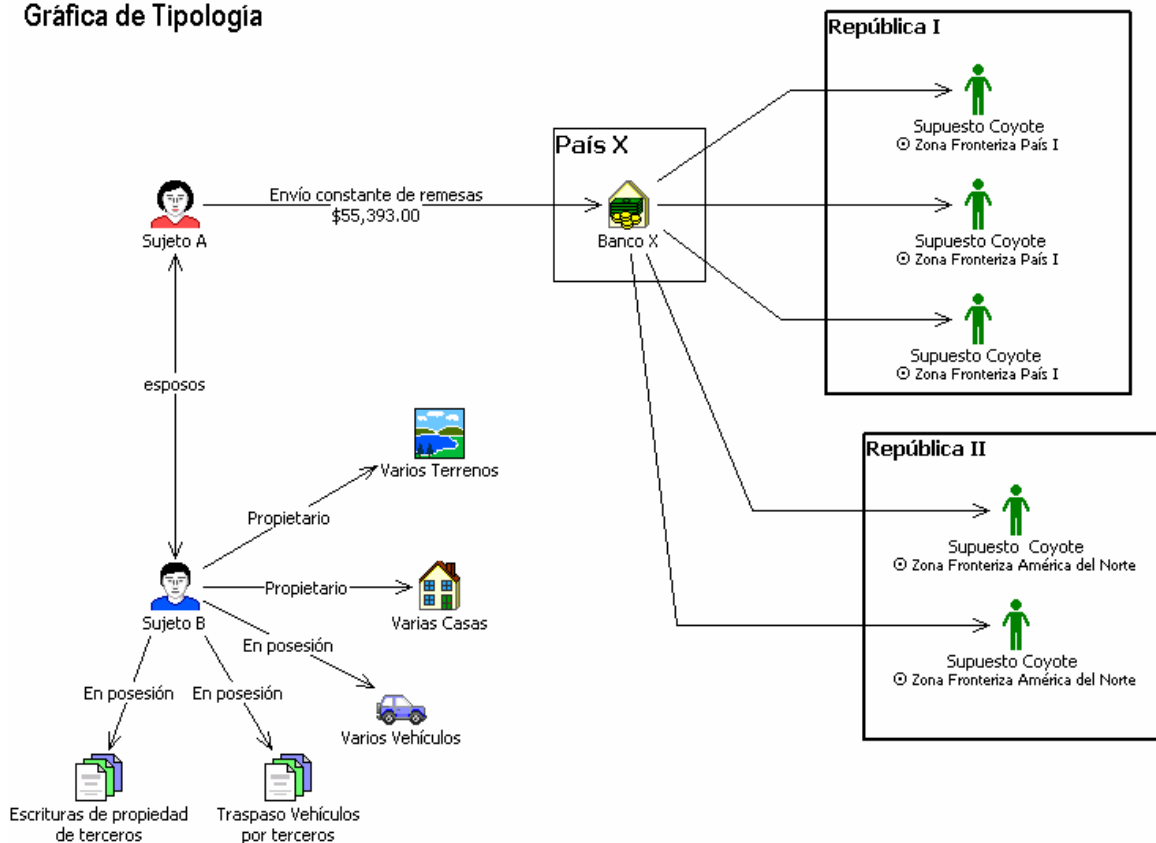 Gráfica de Tipología
República I
Supuesto Coyote
Zona Fronteriza País I
País X
Envío constante de remesas
$55,393.00
Sujeto A
Banco X
Supuesto Coyote
Zona Fronteriza País I
Supuesto Coyote
Zona Fronteriza País I
esposos
República II
Varios Terrenos
Propietario
Supuesto Coyote
Zona Fronteriza América del Norte
Propietario
Sujeto B
Varias Casas
En posesión
Supuesto Coyote
Zona Fronteriza América del Norte
En posesión
En posesión
Varios Vehículos
Escrituras de propiedad
de terceros
Traspaso Vehículos
por terceros